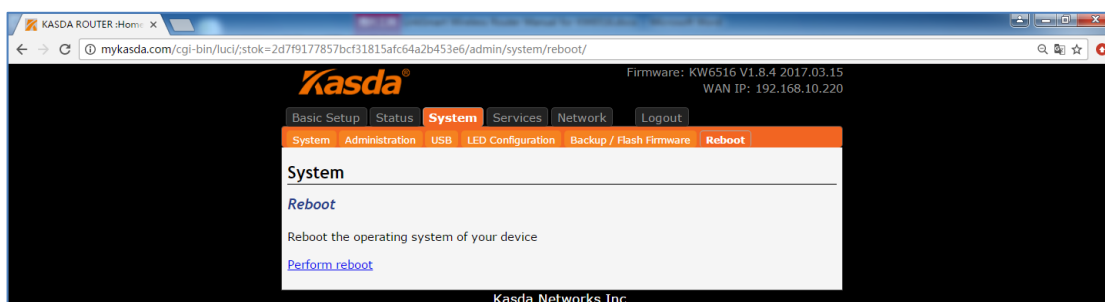 KASDA ROUTER :Home
mykasda.com/cgi-bin/luci/;stok=2d7f9177857bcf31815afc64a2b453e6/admin/system/reboot/
Kasda®
Firmware: KW6516 V1.8.4 2017.03.15
WAN IP: 192.168.10.220
Basic Setup Status System Services Network Logout
System Administration USB LED Configuration Backup / Flash Firmware Reboot
System
Reboot
Reboot the operating system of your device
Perform reboot
Kasda Networks Inc